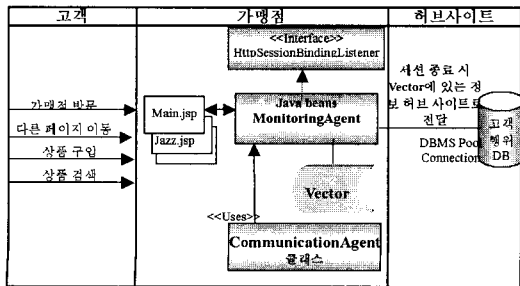 고객
가맹점
허브사이트
<<Interface>>
HttpSessionBindingListener
가맹점 방문
다른 페이지 이동
상품 구입
상품 검색
Main.jsp
Jazz.jsp
Java beans
MonitoringAgent
세션 종료 시
Vector에 있는 정
보 허브 사이트로
전달
DBMS Pool
Connection
고객
행위
DB
Vector
<<Uses>>
CommunicationAgent
클래스